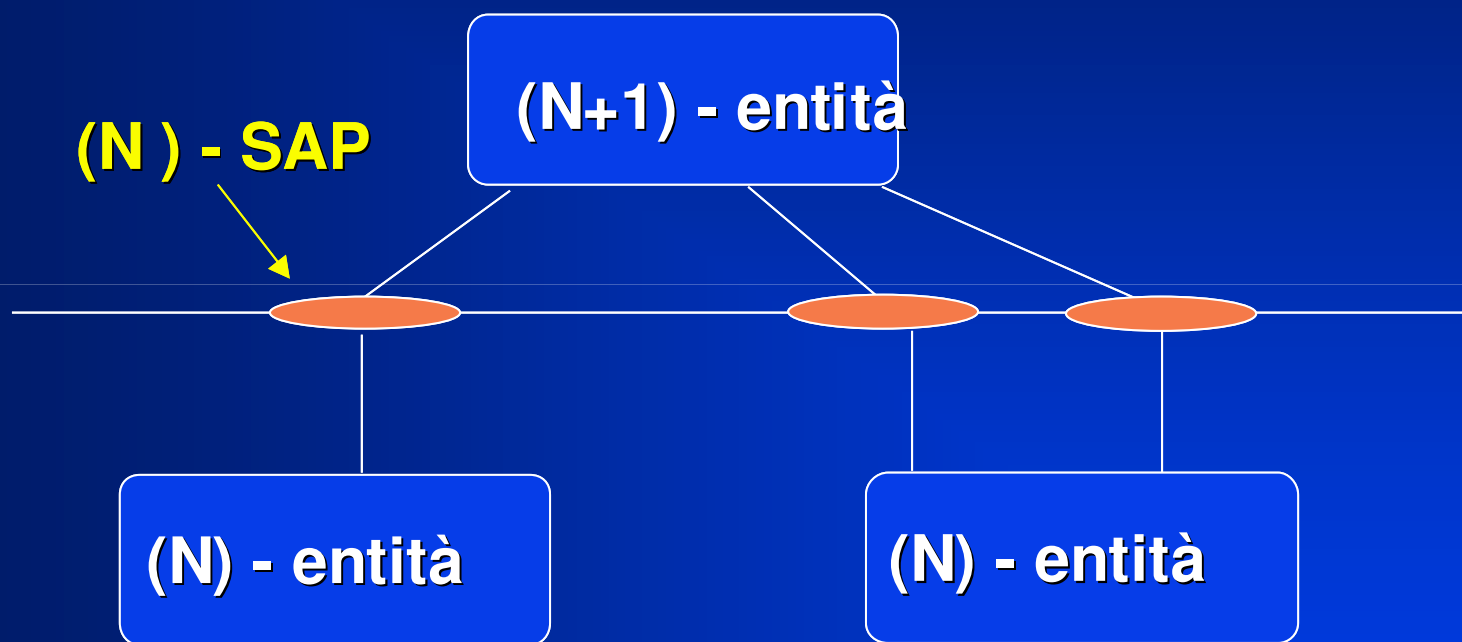 (N+1) - entità
(N ) - SAP
(N) - entità
(N) - entità